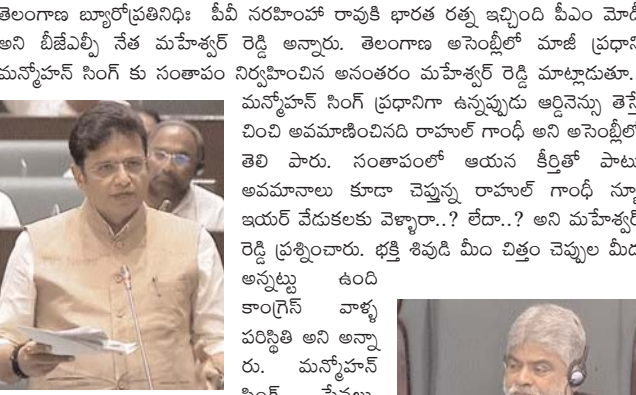 తెలంగాణ బ్యూరోప్రతినిధిః పీవీ నరహింహా రావుకి భారత రత్న ఇచ్చింది పీఎం మోదీ
అని బీజేఎల్పీ నేత మహేశ్వర్ రెడ్డి అన్నారు. తెలంగాణ అసెంబ్లీలో మాజీ ప్రధాని
మన్మోహన్ సింగ్ కు సంతాపం నిర్వహించిన అనంతరం మహేశ్వర్ రెడ్డి మాట్లాడుతూ.
మన్మోహన్ సింగ్ ప్రధానిగా ఉన్నప్పుడు ఆర్డినెన్సు తెస్తే
చించి అవమాణించినది రాహుల్ గాంధీ అని అసెంబ్లీలో
తెలి పారు. సంతాపంలో ఆయన కీర్తితో పాటు
అవమానాలు కూడా చెప్తున్న రాహుల్ గాంధీ న్యూ
ఇయర్ వేడుకలకు వెళ్ళారా..? లేదా..? అని మహేశ్వర్
రెడ్డి ప్రశ్నించారు. భక్తి శివుడి మీద చిత్తం చెప్పుల మీద
అన్నట్టు ఉంది
కాంగ్రెస్ వాళ్ళ
పరిస్థితి అని అన్నా
రు. మన్మోహన్
సింగ్ సేవలు